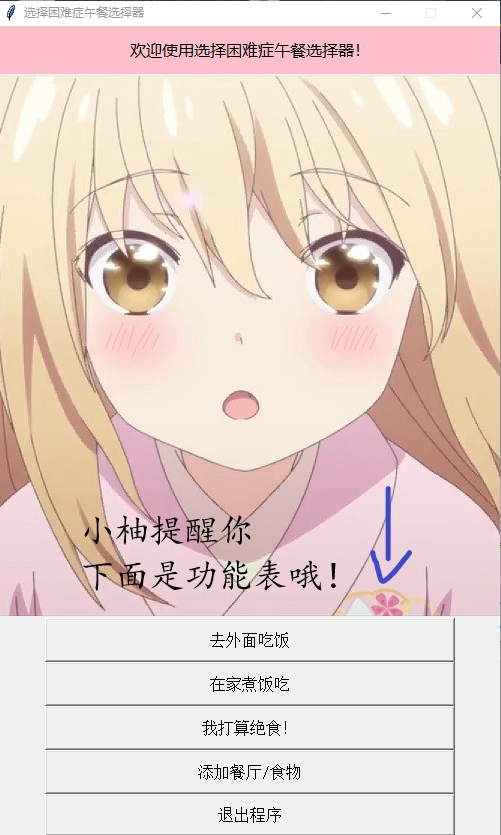 选择困难症午餐选择器
欢迎使用选择困难症午餐选择器！
小柚提醒你
下面是功能表哦！
去外面吃饭
在家煮饭吃
我打算绝食！
添加餐厅/食物
退出程序